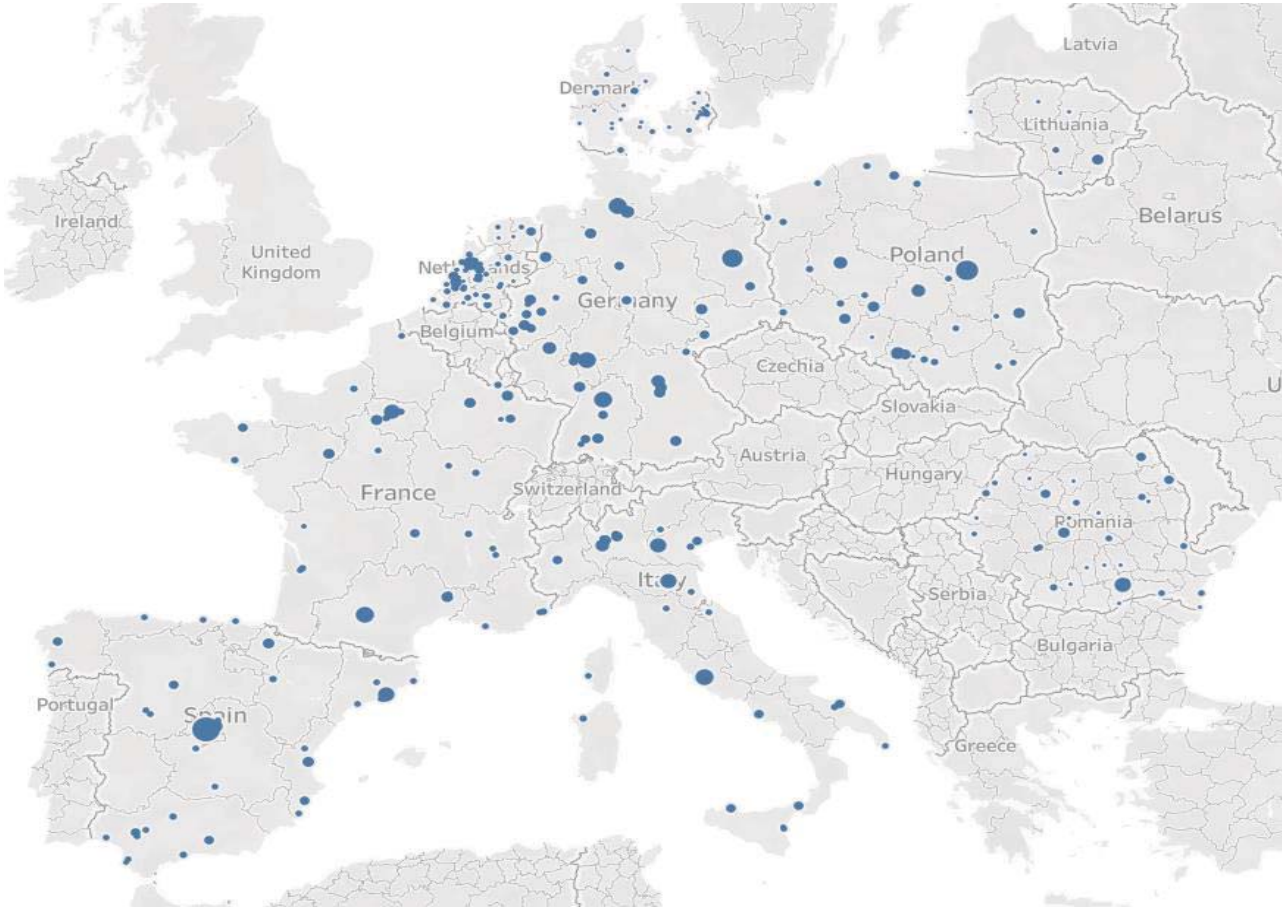 Latvia
Denmark
Lithuania
Ireland
Belarus
United
Kingdom
Netherlands
Poland
Germany
Belgium
Czechia
U
Slovakia
Austria
Hungary
Switzerland
France
Romania
Italy
Serbia
Bulgaria
Portugal
Spain
Greece